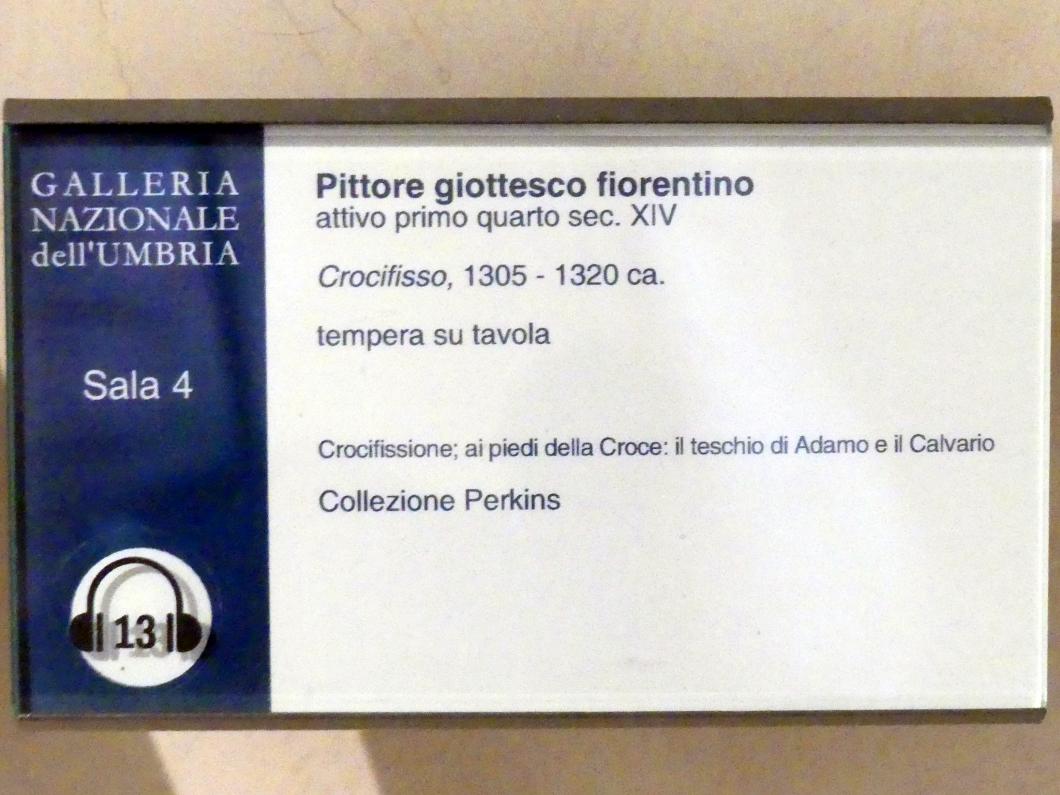 GALLERIA
NAZIONALE
dell'UMBRIA
Sala 4
13
Pittore giottesco fiorentino
attivo primo quarto sec. XIV
Crocifisso, 1305 - 1320 ca.
tempera su tavola
Crocifissione; ai piedi della Croce: il teschio di Adamo e il Calvario
Collezione Perkins